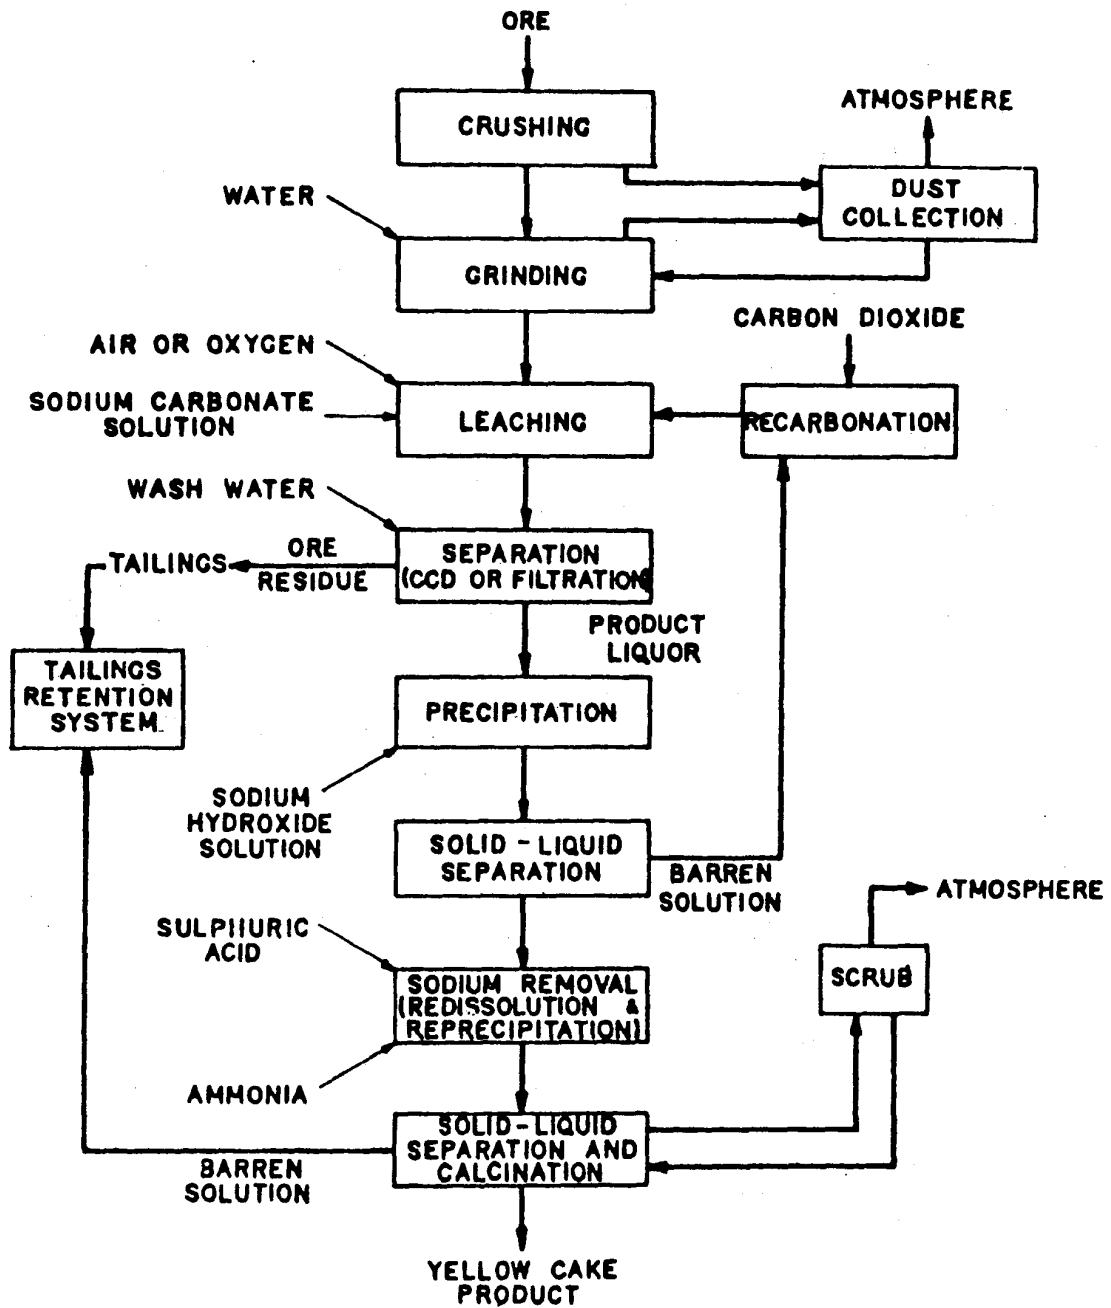 ORE
CRUSHING
ATMOSPHERE
DUST
COLLECTION
WATER
GRINDING
CARBON DIOXIDE
AIR OR OXYGEN
SODIUM CARBONATE
SOLUTION
LEACHING
RECARBONATION
WASH WATER
SEPARATION
(CCD OR FILTRATION)
ORE
RESIDUE
TAILINGS
PRODUCT
LIQUOR
TAILINGS
RETENTION
SYSTEM
PRECIPITATION
SODIUM
HYDROXIDE
SOLUTION
SOLID - LIQUID
SEPARATION
BARREN
SOLUTION
ATMOSPHERE
SULPHURIC
ACID
SCRUB
SODIUM REMOVAL
(REDISSOLUTION &
REPRECIPITATION)
AMMONIA
SOLID-LIQUID
SEPARATION AND
CALCINATION
BARREN
SOLUTION
YELLOW CAKE
PRODUCT